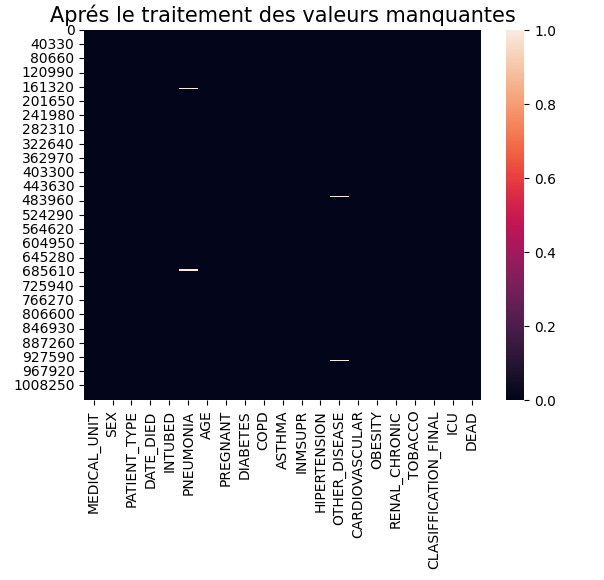 Aprés le traitement des valeurs manquantes
0
40330
80660
120990
161320
201650
241980
282310
322640
362970
403300
443630
483960
524290
564620
604950
645280
685610
725940
766270
806600
846930
887260
927590
967920
1008250
1.0
0.8
0.6
0.4
0.2
0.0
MEDICAL_UNIT
SEX
PATIENT_TYPE
DATE_DIED
INTUBED
PNEUMONIA
AGE
PREGNANT
DIABETES
COPD
ASTHMA
INMSUPR
HIPERTENSION
OTHER_DISEASE
CARDIOVASCULAR
OBESITY
RENAL_CHRONIC
TOBACCO
CLASIFFICATION_FINAL
ICU
DEAD